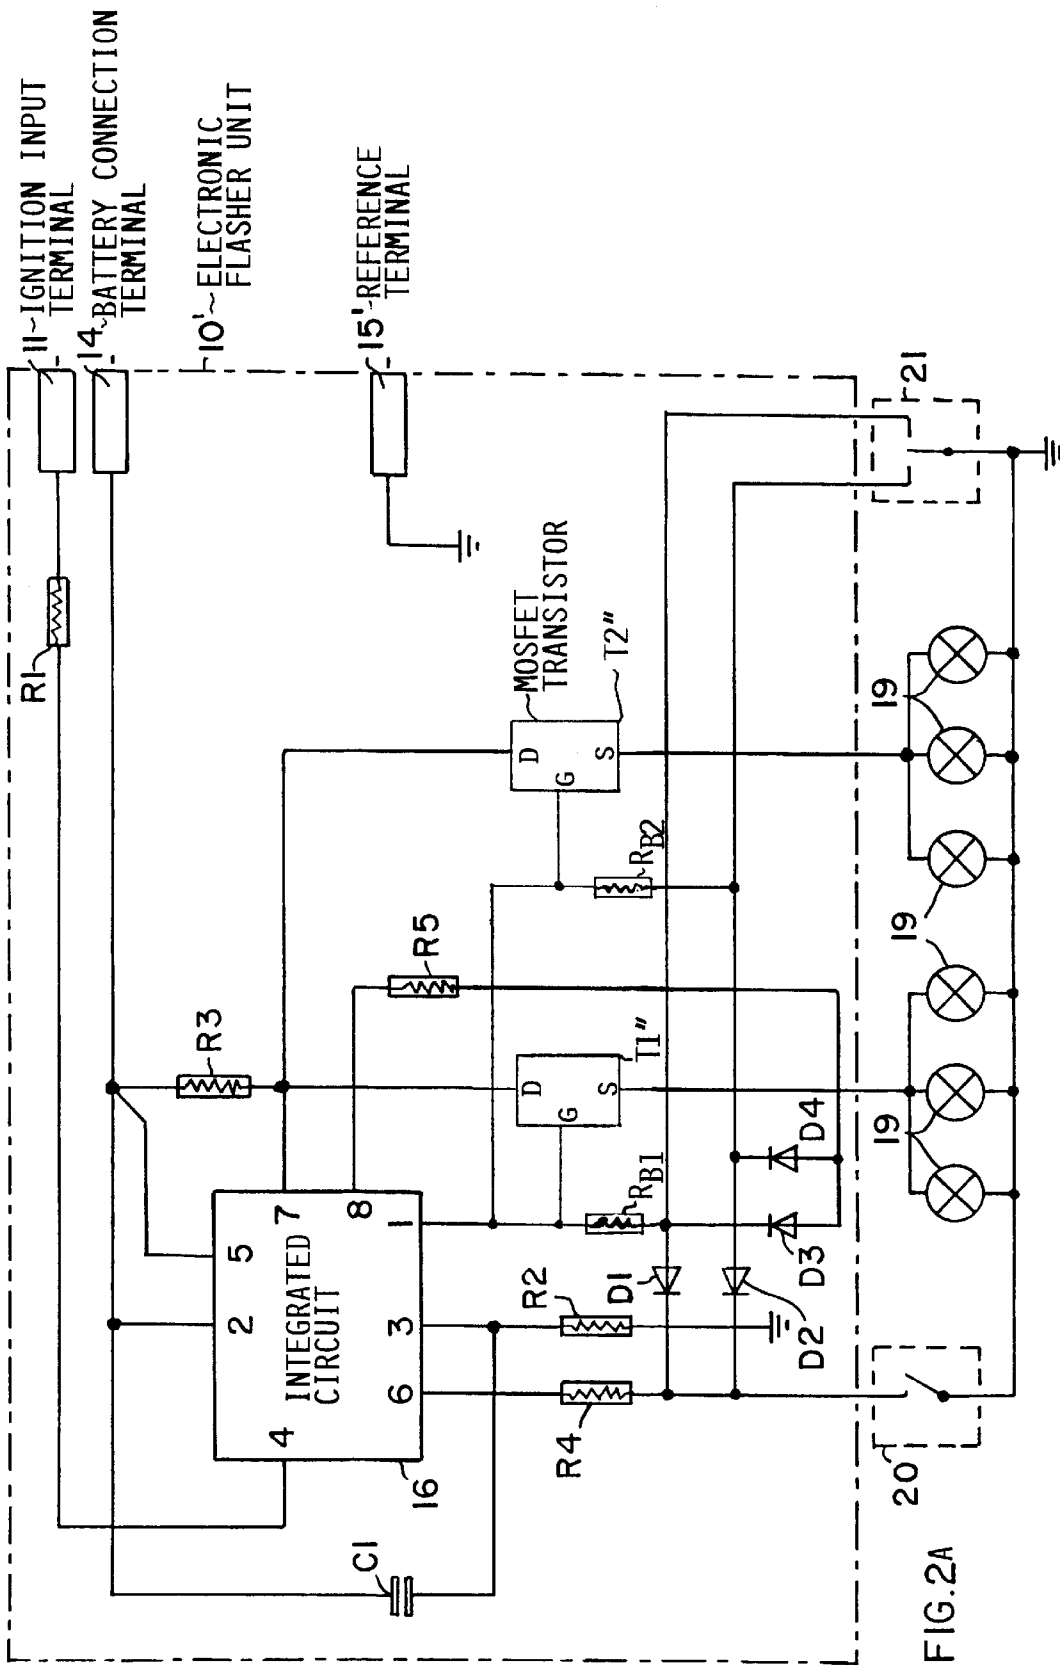 11~IGNITION INPUT
TERMINAL
14~BATTERY CONNECTION
TERMINAL
10'~ELECTRONIC
FLASHER UNIT
15'-REFERENCE
TERMINAL
R1
MOSFET
TRANSISTOR
T2"
D
G
S
R3
R5
RB2
T1"
D
G
S
RB1
INTEGRATED
CIRCUIT
4
2
5
7
8
1
3
6
16
C1
R2
R4
D1
D2
D3
D4
19
19
19
19
20
21
FIG.2A